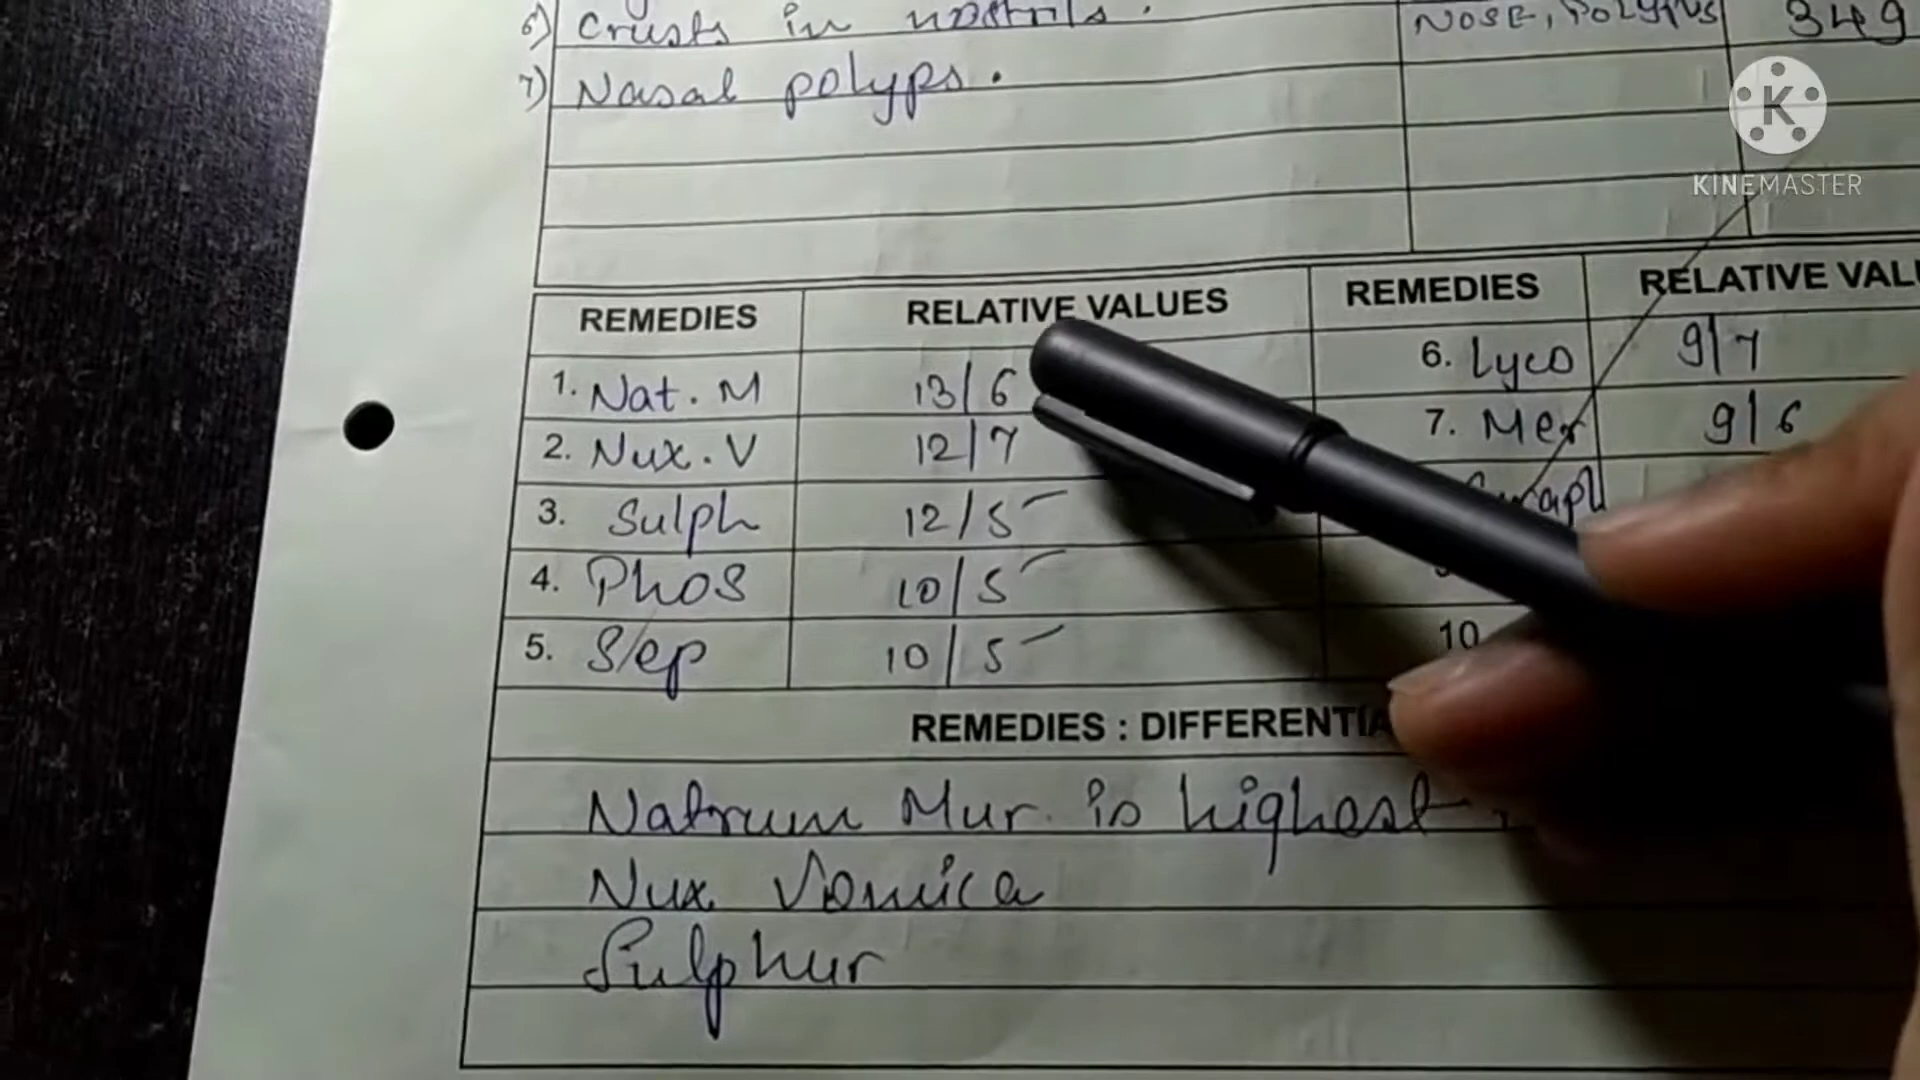 6) Crusts in nostrils. NOSE, POLYPUS 349
7) Nasal polyps.
K
KINEMASTER
REMEDIES RELATIVE VALUES REMEDIES RELATIVE VALU
1. Nat. M 13/6 6. Lyco 9/7
2. Nux. V 12/7 7. Mer 9/6
3. Sulph 12/5 Graph
4. Phos 10/5
5. Sep 10/5 10
REMEDIES : DIFFERENTIA
Natrum Mur. is highest
Nux Vomica
Sulphur